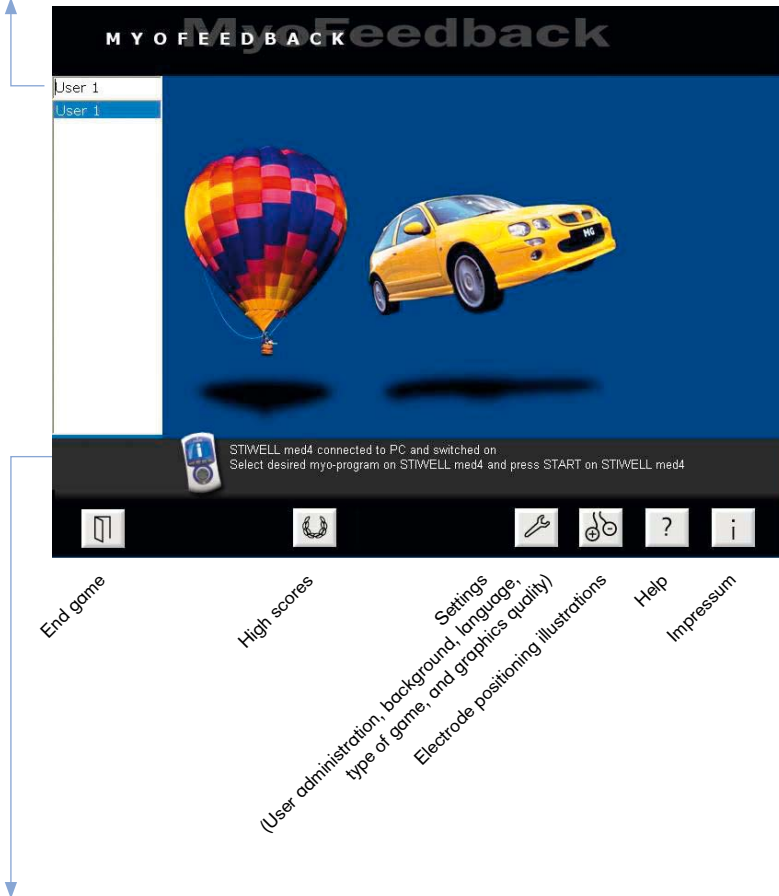 MyoFeedback
MYOFEEDBACK
User 1
User 1
MG
STIWELL med4 connected to PC and switched on
Select desired myo-program on STIWELL med4 and press START on STIWELL med4
?
i
End game
High scores
Settings
(User administration, background, language,
type of game, and graphics quality)
Electrode positioning illustrations
Help
Impressum